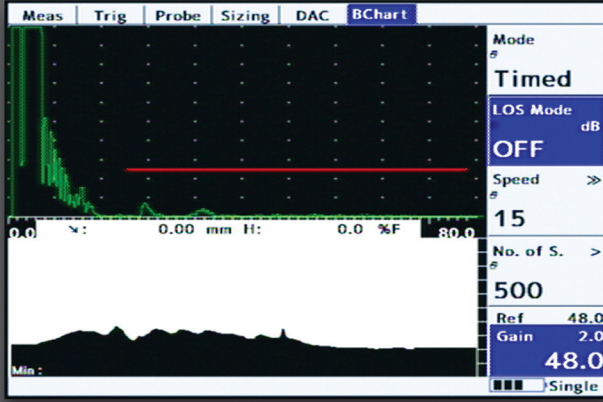 Meas Trig Probe Sizing DAC BChart
Mode
Timed
LOS Mode
dB
OFF
Speed >>
15
No. of S. >
500
Ref 48.0
Gain 2.0
48.0
Single
0.0 ↘: 0.00 mm H: 0.0 %F 80.0
Min :